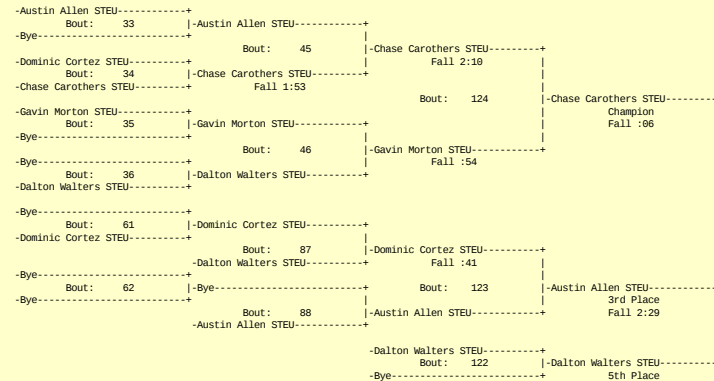 -Austin Allen STEU-----------+
Bout: 33 |-Austin Allen STEU-----------+
-Bye-------------------------+ |
Bout: 45 |-Chase Carothers STEU--------+
-Dominic Cortez STEU---------+ | Fall 2:10 |
Bout: 34 |-Chase Carothers STEU--------+ |
-Chase Carothers STEU--------+ Fall 1:53 |
Bout: 124 |-Chase Carothers STEU--------
-Gavin Morton STEU-----------+ | Champion
Bout: 35 |-Gavin Morton STEU-----------+ | Fall :06
-Bye-------------------------+ | |
Bout: 46 |-Gavin Morton STEU-----------+
-Bye-------------------------+ | Fall :54
Bout: 36 |-Dalton Walters STEU---------+
-Dalton Walters STEU---------+
-Bye-------------------------+
Bout: 61 |-Dominic Cortez STEU---------+
-Dominic Cortez STEU---------+ |
Bout: 87 |-Dominic Cortez STEU---------+
-Dalton Walters STEU---------+ Fall :41 |
-Bye-------------------------+ |
Bout: 62 |-Bye-------------------------+ Bout: 123 |-Austin Allen STEU-----------
-Bye-------------------------+ | | 3rd Place
Bout: 88 |-Austin Allen STEU-----------+ Fall 2:29
-Austin Allen STEU-----------+
-Dalton Walters STEU---------+
Bout: 122 |-Dalton Walters STEU---------
-Bye-------------------------+ 5th Place